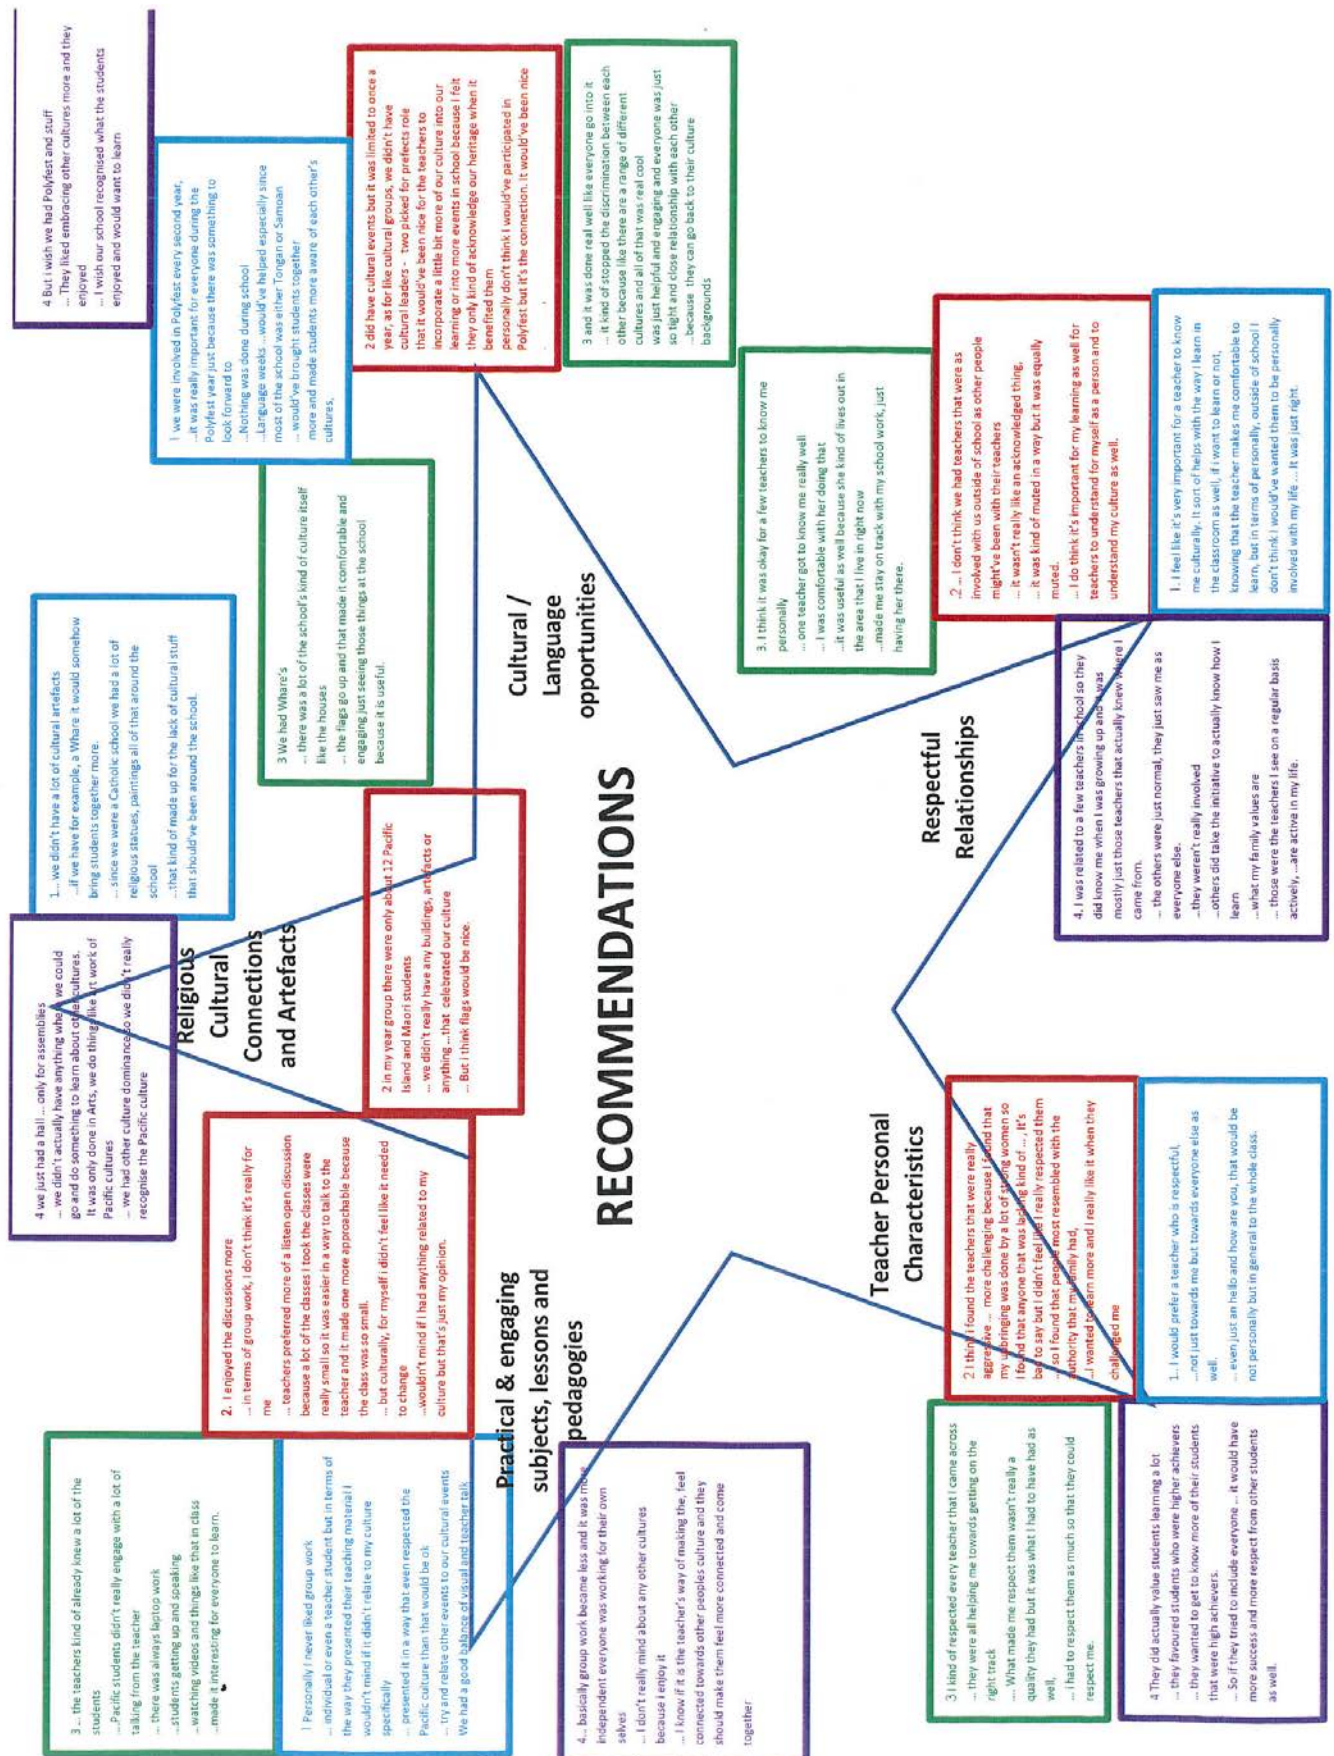 3 ... the teachers kind of already knew a lot of the
students
...Pacific students didn't really engage with a lot of
talking from the teacher
... there was always laptop work
...students getting up and speaking
...watching videos and things like that in class
..made it interesting for everyone to learn.
1 Personally I never liked group work
... individual or even a teacher student but in terms of
the way they presented their teaching material I
wouldn't mind if it didn't relate to my culture
specifically
... presented it in a way that even respected the
Pacific culture than that would be ok
...try and relate other events to our cultural events
We had a good balance of visual and teacher talk
4... basically group work became less and it was more
independent everyone was working for their own
selves
... I don't really mind about any other cultures
because I enjoy it
... I know if it is the teacher's way of making the, feel
connected towards other peoples culture and they
should make them feel more connected and come
together
2. I enjoyed the discussions more
... in terms of group work, I don't think it's really for
me
... teachers preferred more of a listen open discussion
because a lot of the classes I took the classes were
really small so it was easier in a way to talk to the
teacher and it made one more approachable because
the class was so small.
... but culturally, for myself i didn't feel like it needed
to change
...wouldn't mind if I had anything related to my
culture but that's just my opinion.
Practical & engaging
subjects, lessons and
pedagogies
4 we just had a hall ... only for assemblies
... we didn't actually have anything where we could
go and do something to learn about other cultures.
It was only done in Arts, we do things like art work of
Pacific cultures
... we had other culture dominance so we didn't really
recognise the Pacific culture
1... we didn't have a lot of cultural artefacts
...if we have for example, a Whare it would somehow
bring students together more.
... since we were a Catholic school we had a lot of
religious statues, paintings all of that around the
school
...that kind of made up for the lack of cultural stuff
that should've been around the school.
Religious
Cultural
Connections
and Artefacts
2 in my year group there were only about 12 Pacific
Island and Maori students
... we didn't really have any buildings, artefacts or
anything ...that celebrated our culture
... But i think flags would be nice.
3 We had Whare's
... there was a lot of the school's kind of culture itself
like the houses
... the flags go up and that made it comfortable and
engaging just seeing those things at the school
because it is useful.
4 But i wish we had Polyfest and stuff
... They liked embracing other cultures more and they
enjoyed
... I wish our school recognised what the students
enjoyed and would want to learn
1 we were involved in Polyfest every second year,
...it was really important for everyone during the
Polyfest year just because there was something to
look forward to
...Nothing was done during school
...Language weeks ...would've helped especially since
most of the school was either Tongan or Samoan
... would've brought students together
more and made students more aware of each other's
cultures,
2 did have cultural events but it was limited to once a
year, as for like cultural groups, we didn't have
cultural leaders - two picked for prefects role
that it would've been nice for the teachers to
incorporate a little bit more of our culture into our
learning or into more events in school because I felt
they only kind of acknowledge our heritage when it
benefited them
personally don't think I would've participated in
Polyfest but it's the connection. It would've been nice
3 and it was done real well like everyone go into it
... it kind of stopped the discrimination between each
other because like there are a range of different
cultures and all of that was real cool
was just helpful and engaging and everyone was just
so tight and close relationship with each other
...because they can go back to their culture
backgrounds
Cultural /
Language
opportunities
RECOMMENDATIONS
Teacher Personal
Characteristics
3 I kind of respected every teacher that I came across
... they were all helping me towards getting on the
right track
.... What made me respect them wasn't really a
quality they had but it was what I had to have had as
well,
... I had to respect them as much so that they could
respect me.
4 They did actually value students learning a lot
... they favoured students who were higher achievers
... they wanted to get to know more of their students
that were high achievers.
... So if they tried to include everyone ... it would have
more success and more respect from other students
as well.
2 I think i found the teachers that were really
aggressive ... more challenging because I found that
my upbringing was done by a lot of strong women so
I found that anyone that was lacking kind of ... , It's
bad to say but I didn't feel like I really respected them
...so I found that people most resembled with the
authority that my family had,
...I wanted to learn more and I really like it when they
challenged me
1.. I would prefer a teacher who is respectful,
...not just towards me but towards everyone else as
well.
... even just an hello and how are you, that would be
not personally but in general to the whole class.
Respectful
Relationships
3. I think it was okay for a few teachers to know me
personally
... one teacher got to know me really well
... I was comfortable with her doing that
...it was useful as well because she kind of lives out in
the area that I live in right now
...made me stay on track with my school work, just
having her there.
.2 ... I don't think we had teachers that were as
involved with us outside of school as other people
might've been with their teachers
... it wasn't really like an acknowledged thing,
... it was kind of muted in a way but it was equally
muted.
... I do think it's important for my learning as well for
teachers to understand for myself as a person and to
understand my culture as well.
4. I was related to a few teachers in school so they
did know me when I was growing up and it was
mostly just those teachers that actually knew where I
came from.
... the others were just normal, they just saw me as
everyone else.
...they weren't really involved
...others did take the initiative to actually know how I
learn
...what my family values are
... those were the teachers I see on a regular basis
actively, ...are active in my life.
1. I feel like it's very important for a teacher to know
me culturally. It sort of helps with the way I learn in
the classroom as well, if i want to learn or not,
knowing that the teacher makes me comfortable to
learn, but in terms of personally, outside of school I
don't think I would've wanted them to be personally
involved with my life ... It was just right.